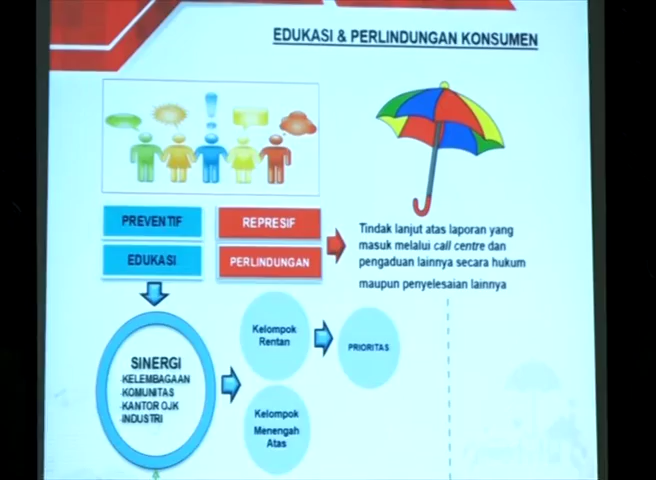 EDUKASI & PERLINDUNGAN KONSUMEN
PREVENTIF
REPRESIF
EDUKASI
PERLINDUNGAN
Tindak lanjut atas laporan yang
masuk melalui call centre dan
pengaduan lainnya secara hukum
maupun penyelesaian lainnya
SINERGI
KELEMBAGAAN
KOMUNITAS
KANTOR OJK
INDUSTRI
Kelompok
Rentan
PRIORITAS
Kelompok
Menengah
Atas